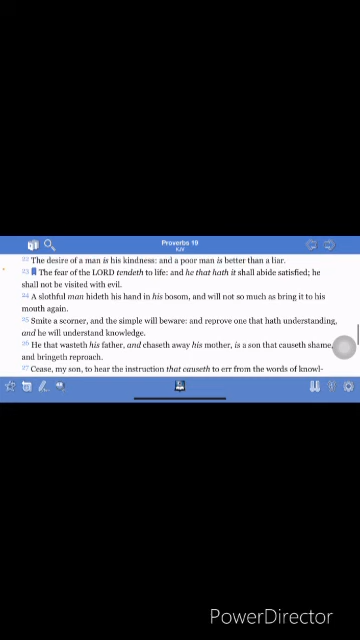 Proverbs 19
KJV
22 The desire of a man is his kindness: and a poor man is better than a liar.
23 The fear of the LORD tendeth to life: and he that hath it shall abide satisfied; he
shall not be visited with evil.
24 A slothful man hideth his hand in his bosom, and will not so much as bring it to his
mouth again.
25 Smite a scorner, and the simple will beware: and reprove one that hath understanding,
and he will understand knowledge.
26 He that wasteth his father, and chaseth away his mother, is a son that causeth shame,
and bringeth reproach.
27 Cease, my son, to hear the instruction that causeth to err from the words of knowl-
PowerDirector